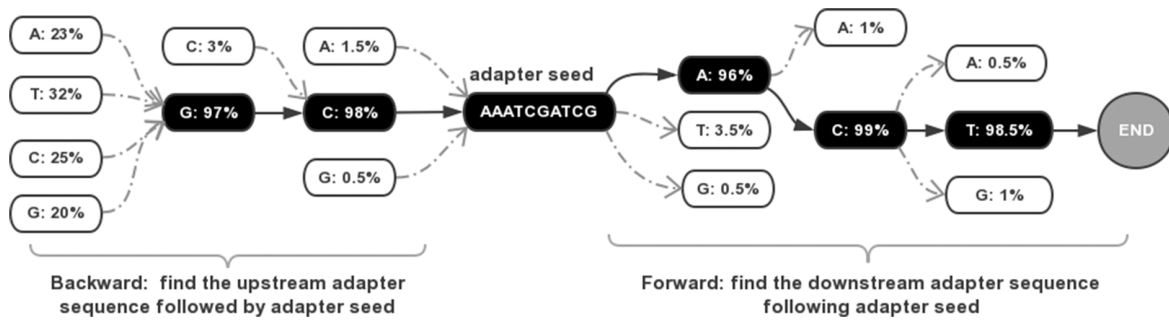 A: 23%
T: 32%
C: 25%
G: 20%
C: 3%
G: 97%
A: 1.5%
C: 98%
G: 0.5%
adapter seed
AAATCGATCG
A: 96%
T: 3.5%
G: 0.5%
A: 1%
C: 99%
A: 0.5%
T: 98.5%
G: 1%
END
Backward: find the upstream adapter
sequence followed by adapter seed
Forward: find the downstream adapter sequence
following adapter seed